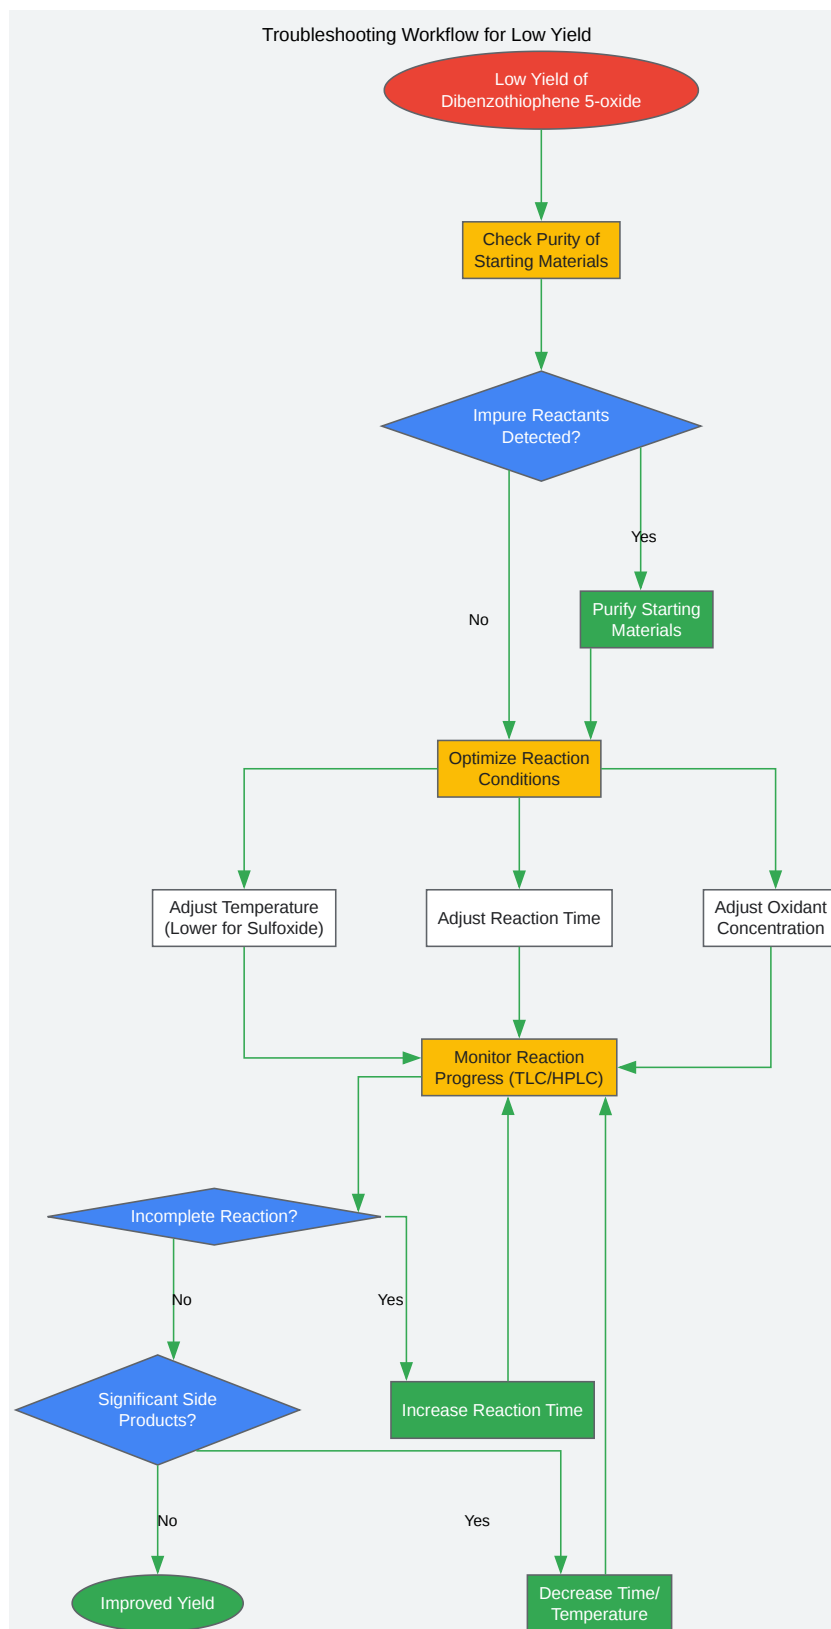 Troubleshooting Workflow for Low Yield
Low Yield of
Dibenzothiophene 5-oxide
Check Purity of
Starting Materials
Impure Reactants
Detected?
Yes
No
Purify Starting
Materials
Optimize Reaction
Conditions
Adjust Temperature
(Lower for Sulfoxide)
Adjust Reaction Time
Adjust Oxidant
Concentration
Monitor Reaction
Progress (TLC/HPLC)
Incomplete Reaction?
No
Yes
Significant Side
Products?
Increase Reaction Time
No
Yes
Improved Yield
Decrease Time/
Temperature